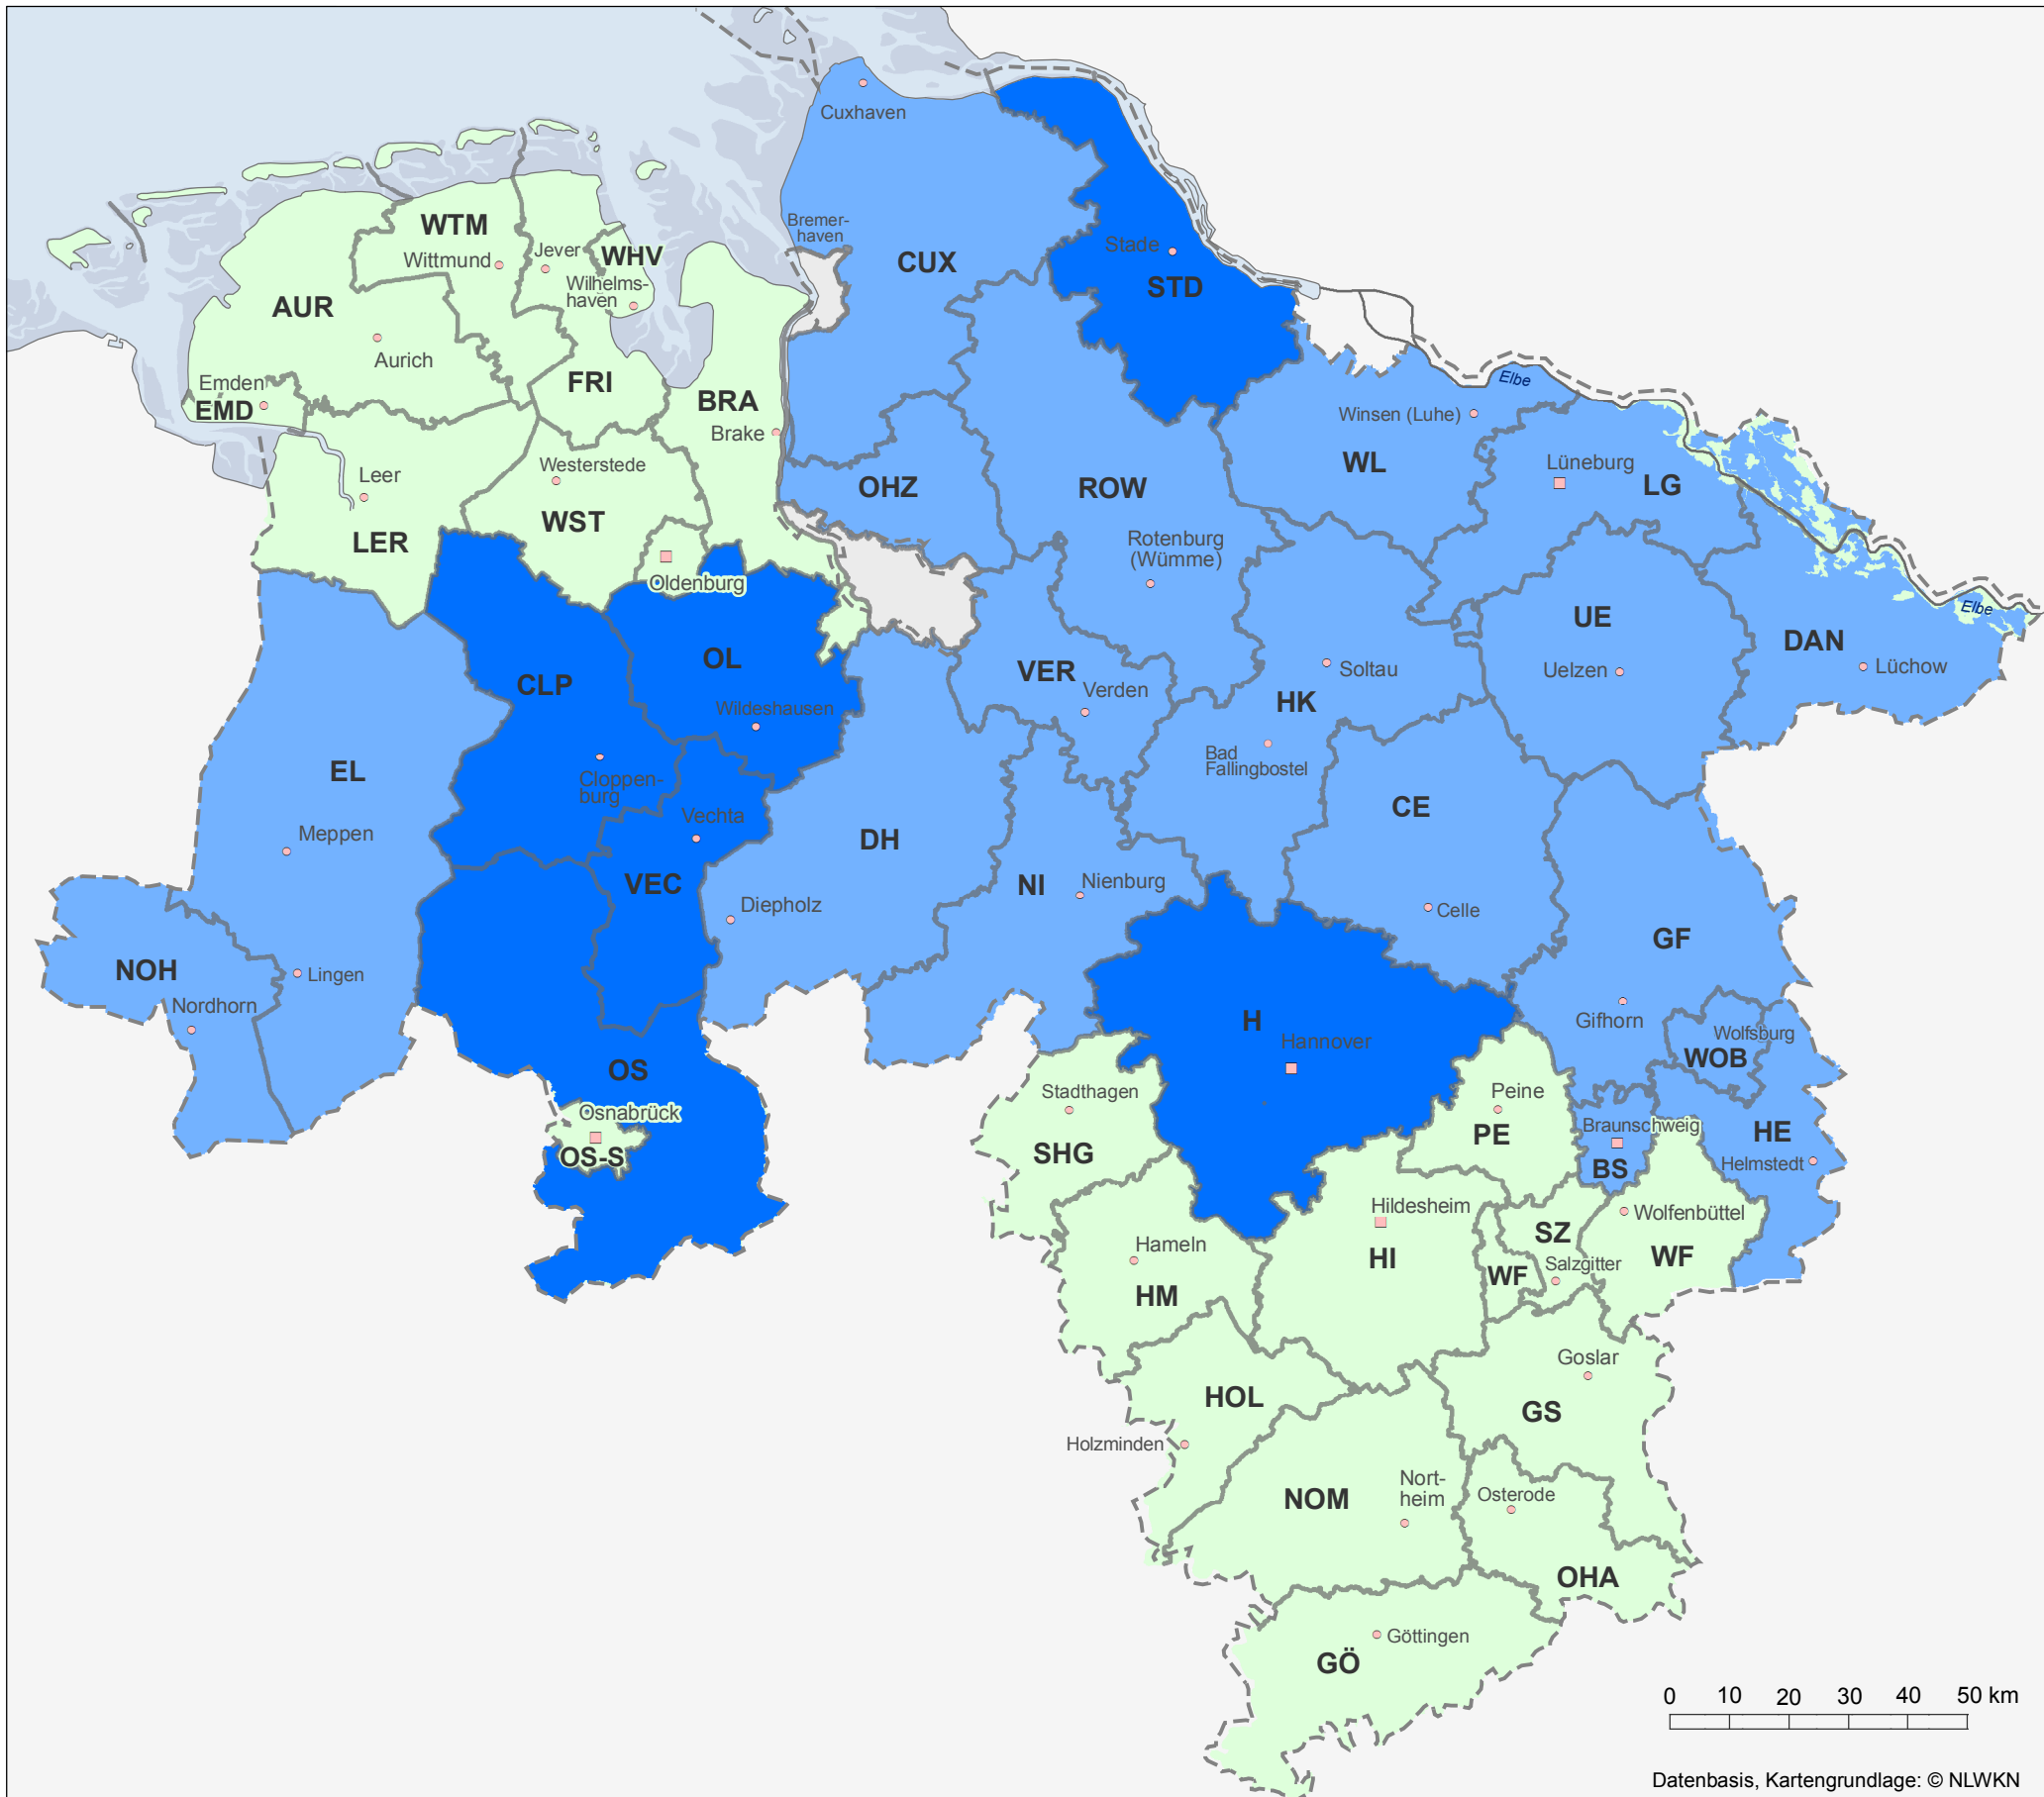 Cuxhaven
Bremer-
haven
CUX
Stade
STD
WTM
Wittmund
Jever
WHV
Wilhelms-
haven
AUR
Aurich
Emden
EMD
FRI
BRA
Brake
Leer
LER
Westerstede
WST
Oldenburg
OHZ
ROW
Rotenburg
(Wümme)
Winsen (Luhe)
WL
Elbe
Lüneburg
LG
Elbe
UE
Uelzen
DAN
Lüchow
OL
Wildeshausen
CLP
Cloppen-
burg
VER
Verden
HK
Soltau
Bad
Fallingbostel
EL
Meppen
Lingen
NOH
Nordhorn
Vechta
VEC
DH
Diepholz
NI
Nienburg
CE
Celle
GF
Gifhorn
Wolfsburg
WOB
H
Hannover
OS
Osnabrück
OS-S
Stadthagen
SHG
Peine
PE
Braunschweig
BS
HE
Helmstedt
Hildesheim
HI
SZ
Salzgitter
WF
Wolfenbüttel
WF
Hameln
HM
HOL
Holzminden
Goslar
GS
NOM
Nort-
heim
Osterode
OHA
Göttingen
GÖ
0 10 20 30 40 50 km
Datenbasis, Kartengrundlage: © NLWKN